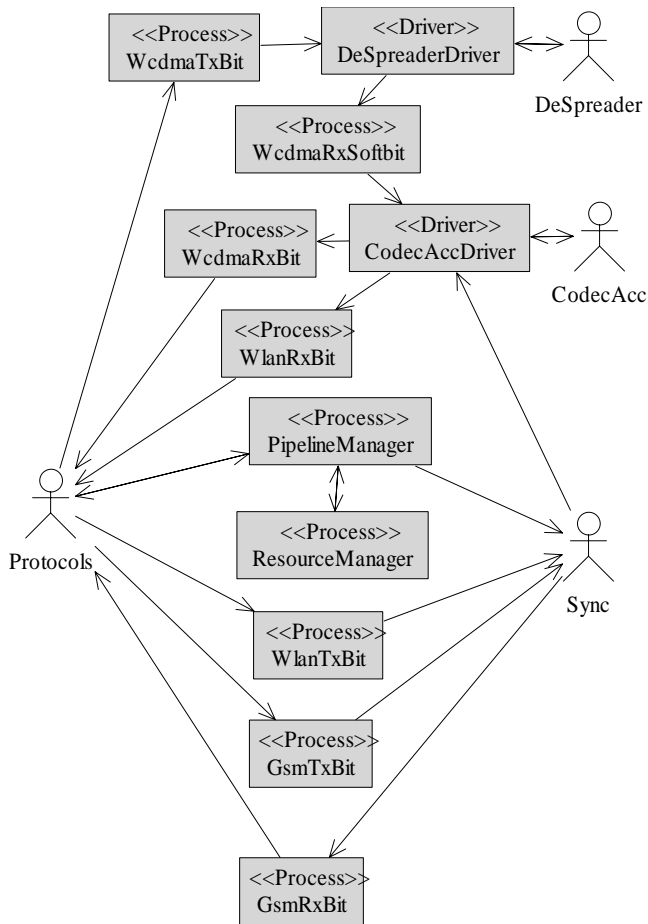 <<Process>>
WcdmaTxBit
<<Driver>>
DeSpreaderDriver
DeSpreader
<<Process>>
WcdmaRxSoftbit
<<Process>>
WcdmaRxBit
<<Driver>>
CodecAccDriver
CodecAcc
<<Process>>
WlanRxBit
<<Process>>
PipelineManager
<<Process>>
ResourceManager
Protocols
Sync
<<Process>>
WlanTxBit
<<Process>>
GsmTxBit
<<Process>>
GsmRxBit